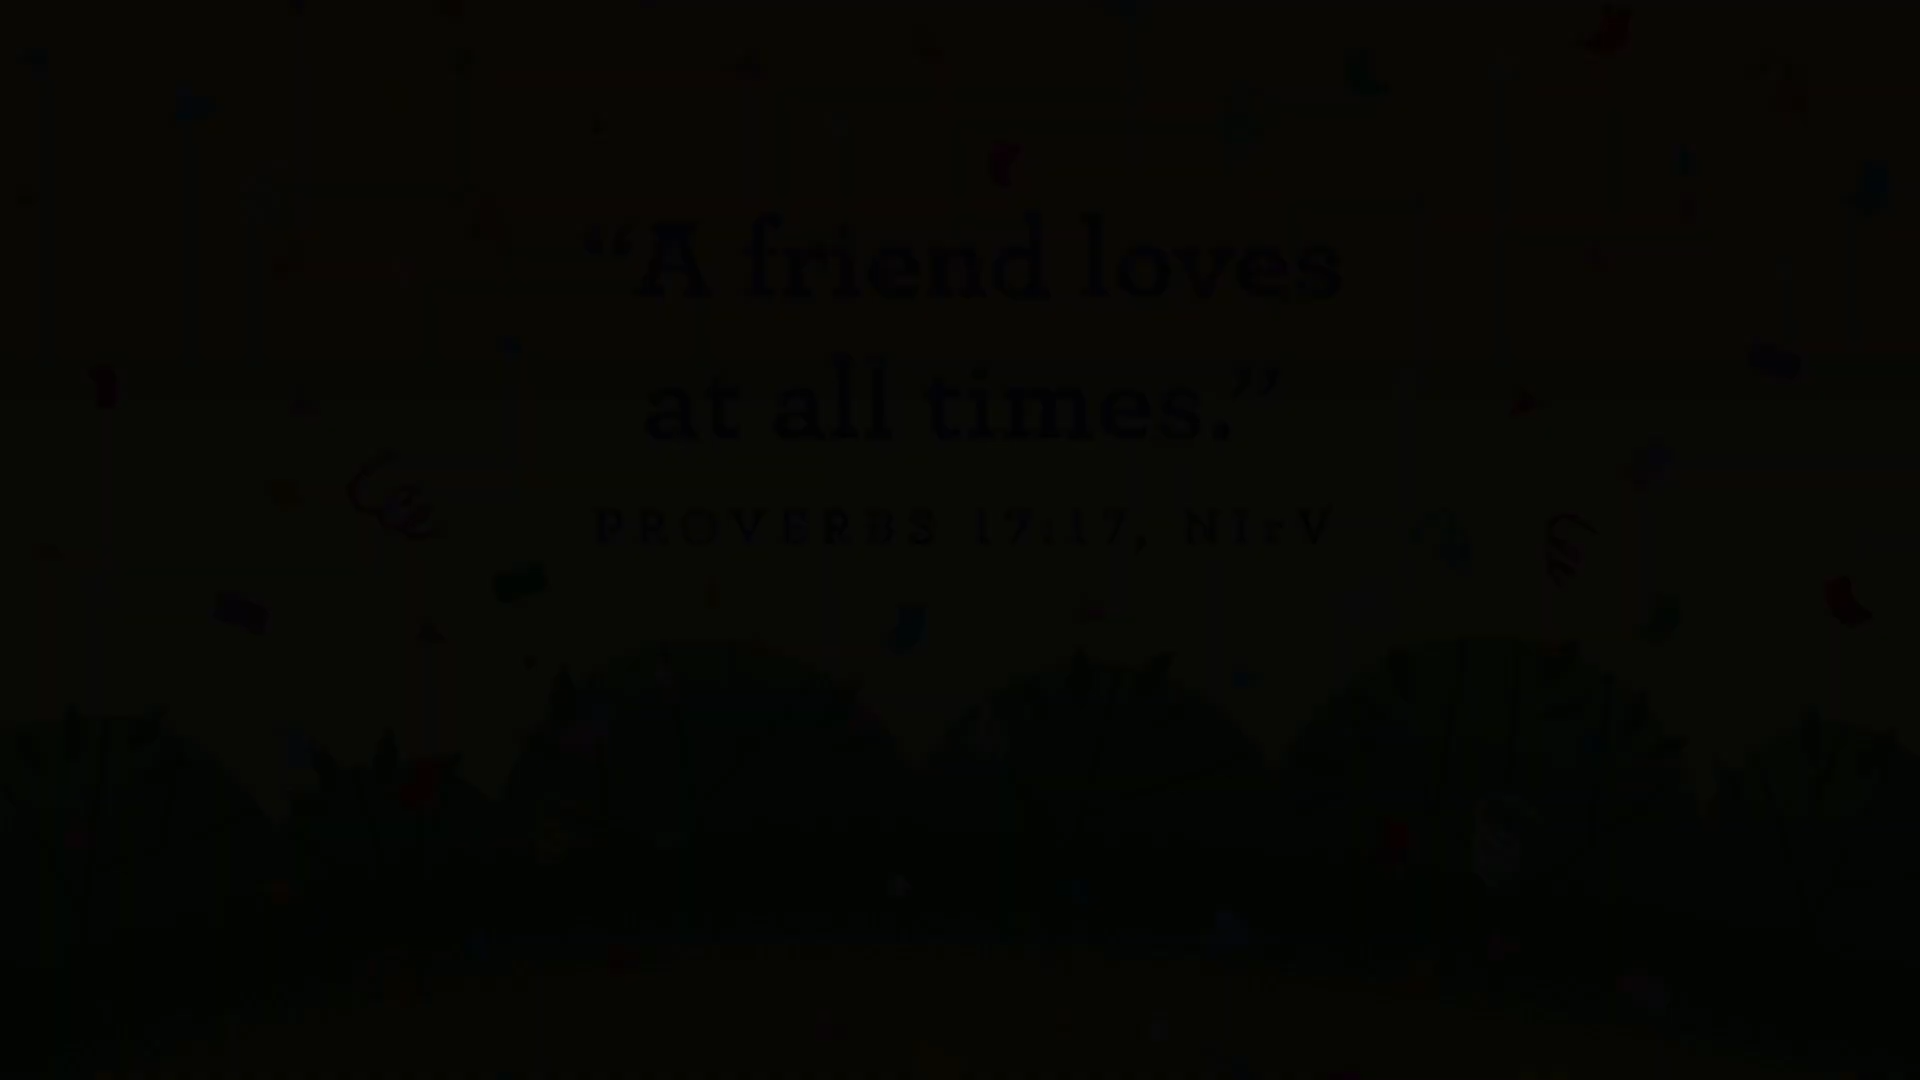 “A friend loves
at all times.”
PROVERBS 17:17, NIrV